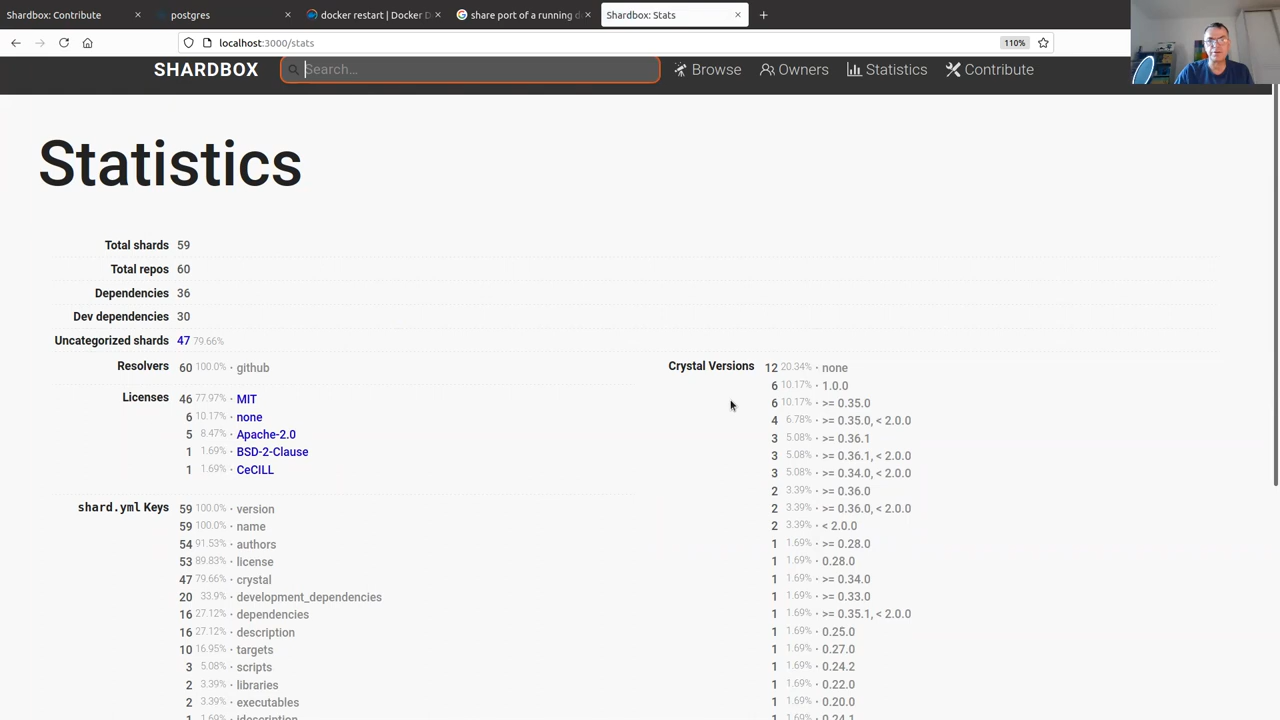 Shardbox: Contribute
postgres
docker restart | Docker D
share port of a running d
Shardbox: Stats
localhost:3000/stats
110%
SHARDBOX
Search...
Browse
Owners
Statistics
Contribute
Statistics
Total shards 59
Total repos 60
Dependencies 36
Dev dependencies 30
Uncategorized shards 47 79.66%
Resolvers 60 100.0% · github
Licenses 46 77.97% · MIT
6 10.17% · none
5 8.47% · Apache-2.0
1 1.69% · BSD-2-Clause
1 1.69% · CeCILL
shard.yml Keys 59 100.0% · version
59 100.0% · name
54 91.53% · authors
53 89.83% · license
47 79.66% · crystal
20 33.9% · development_dependencies
16 27.12% · dependencies
16 27.12% · description
10 16.95% · targets
3 5.08% · scripts
2 3.39% · libraries
2 3.39% · executables
1 1.69% · idescription
Crystal Versions 12 20.34% · none
6 10.17% · 1.0.0
6 10.17% · >= 0.35.0
4 6.78% · >= 0.35.0, < 2.0.0
3 5.08% · >= 0.36.1
3 5.08% · >= 0.36.1, < 2.0.0
3 5.08% · >= 0.34.0, < 2.0.0
2 3.39% · >= 0.36.0
2 3.39% · >= 0.36.0, < 2.0.0
2 3.39% · < 2.0.0
1 1.69% · >= 0.28.0
1 1.69% · 0.28.0
1 1.69% · >= 0.34.0
1 1.69% · >= 0.33.0
1 1.69% · >= 0.35.1, < 2.0.0
1 1.69% · 0.25.0
1 1.69% · 0.27.0
1 1.69% · 0.24.2
1 1.69% · 0.22.0
1 1.69% · 0.20.0
1 1.69% · 0.24.1